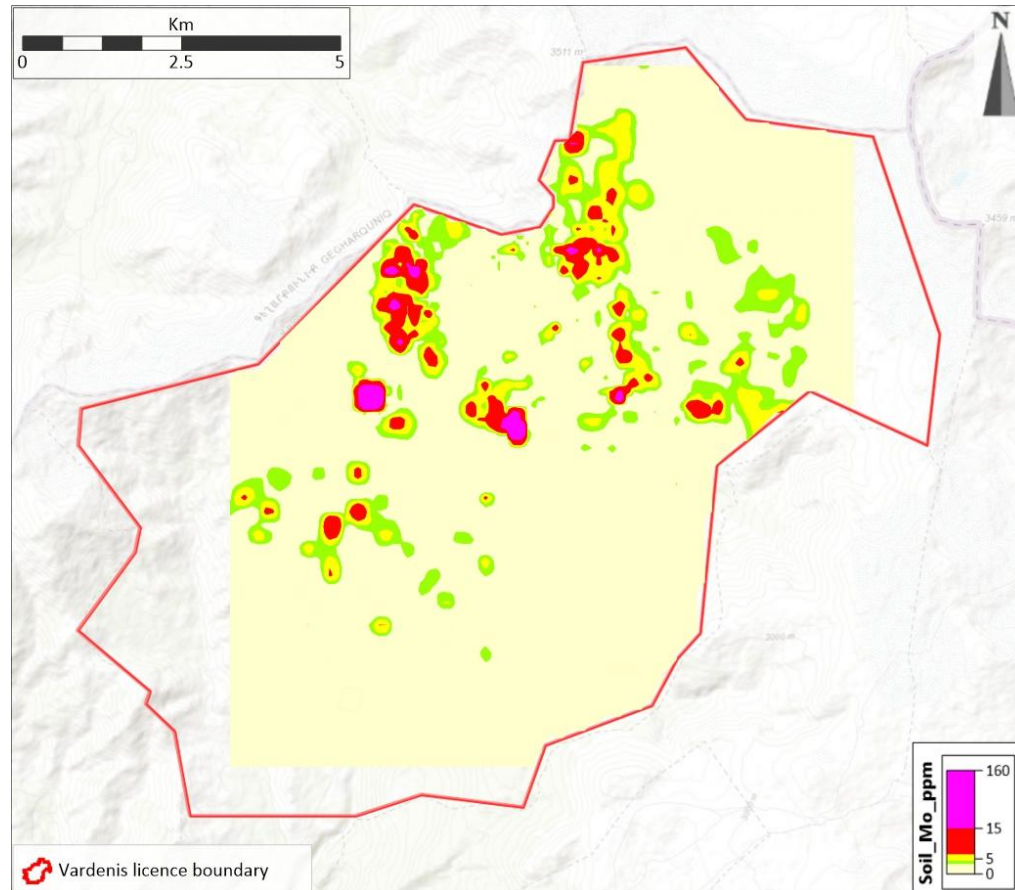 Km
0 2.5 5
N
3511 m
3459 m
GEGHARQUNIQ
3000 m
Soil_Mo_ppm
160
15
5
0
Vardenis licence boundary